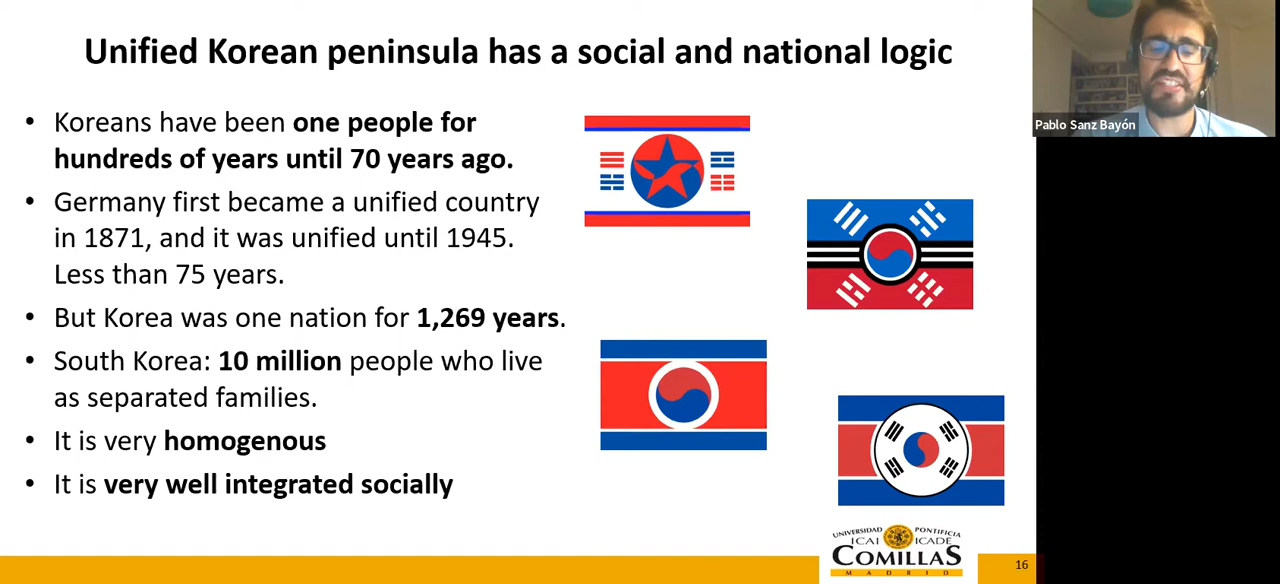 Unified Korean peninsula has a social and national logic
• Koreans have been one people for
hundreds of years until 70 years ago.
• Germany first became a unified country
in 1871, and it was unified until 1945.
Less than 75 years.
• But Korea was one nation for 1,269 years.
• South Korea: 10 million people who live
as separated families.
• It is very homogenous
• It is very well integrated socially
Pablo Sanz Bayón
UNIVERSIDAD PONTIFICIA
ICAI ICADE
COMILLAS
MADRID
16